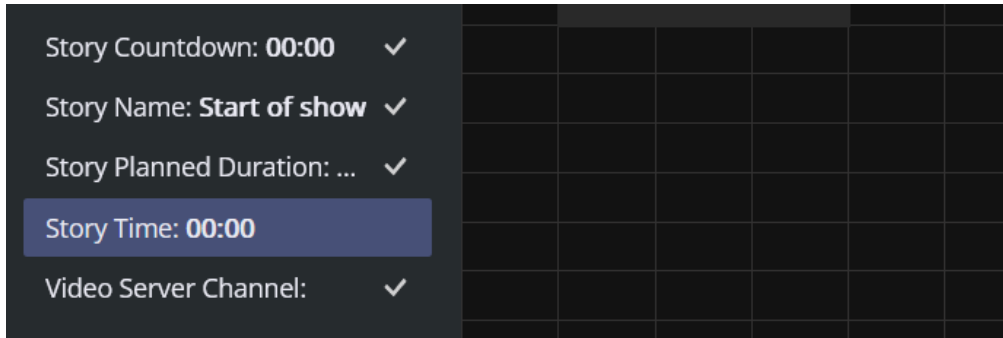 Story Countdown: 00:00
Story Name: Start of show
Story Planned Duration: ...
Story Time: 00:00
Video Server Channel: